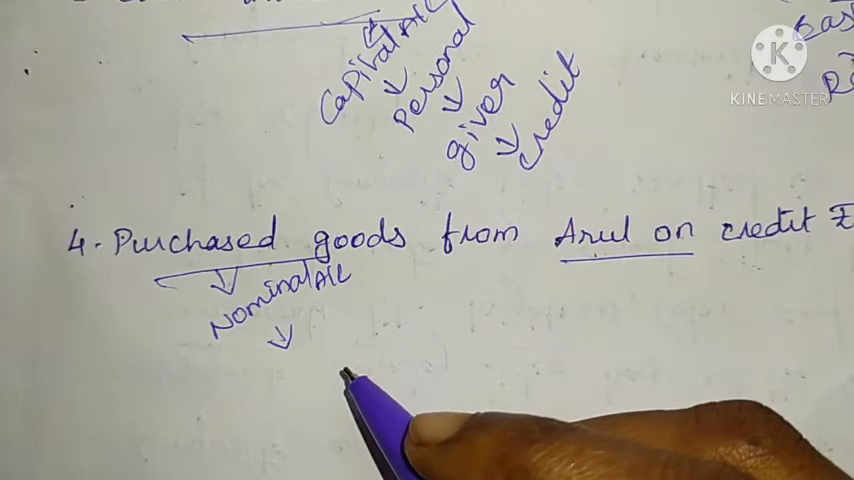 Capital A/C
↓
Personal
↓
giver
↓
credit
KINEMASTER
4. Purchased goods from Arul on credit ₹
↓
Nominal A/C
↓